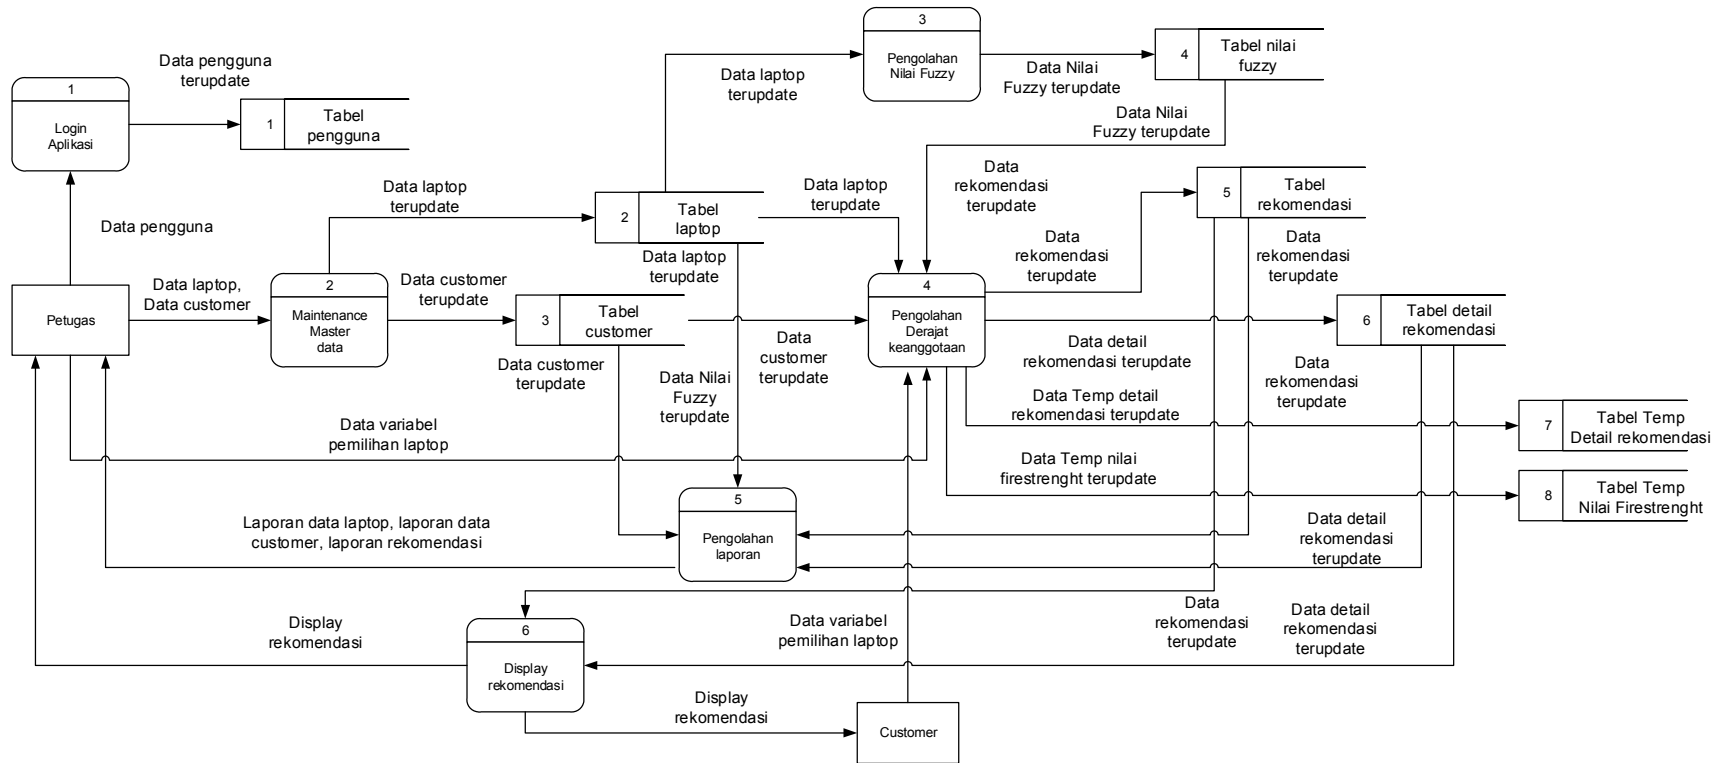 3
Pengolahan
Nilai Fuzzy
4
Tabel nilai
fuzzy
Data pengguna
terupdate
Data laptop
terupdate
Data Nilai
Fuzzy terupdate
1
Login
Aplikasi
1
Tabel
pengguna
Data Nilai
Fuzzy terupdate
Data laptop
terupdate
Data laptop
terupdate
Data
rekomendasi
terupdate
5
Tabel
rekomendasi
2
Tabel
laptop
Data pengguna
Data laptop
terupdate
Data
rekomendasi
terupdate
Data
rekomendasi
terupdate
Data laptop,
Data customer
2
Maintenance
Master
data
Data customer
terupdate
Petugas
3
Tabel
customer
4
Pengolahan
Derajat
keanggotaan
6
Tabel detail
rekomendasi
Data customer
terupdate
Data Nilai
Fuzzy
terupdate
Data
customer
terupdate
Data detail
rekomendasi terupdate
Data
rekomendasi
terupdate
Data Temp detail
rekomendasi terupdate
7
Tabel Temp
Detail rekomendasi
Data variabel
pemilihan laptop
Data Temp nilai
firestrenght terupdate
8
Tabel Temp
Nilai Firestrenght
5
Pengolahan
laporan
Laporan data laptop, laporan data
customer, laporan rekomendasi
Data detail
rekomendasi
terupdate
Display
rekomendasi
6
Display
rekomendasi
Data variabel
pemilihan laptop
Data
rekomendasi
terupdate
Data detail
rekomendasi
terupdate
Display
rekomendasi
Customer